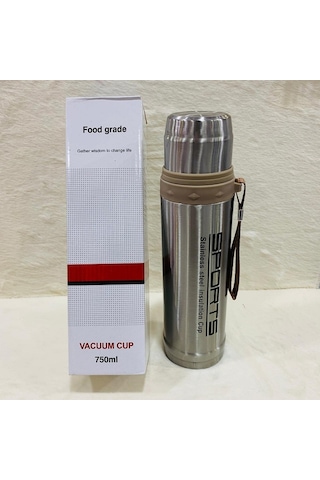 Food grade
Gather wisdom to change life
VACUUM CUP
750ml
SPORTS
Stainless steel insulation Cup